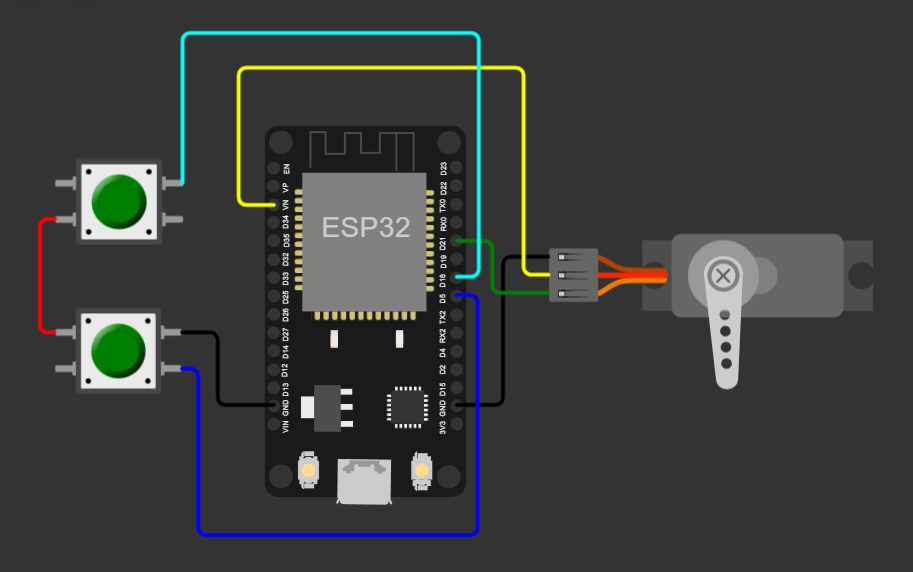 EN
VP
VN
D34
D35
D32
D33
D25
D26
D27
D14
D12
D13
GND
VIN
ESP32
D23
D22
TX0
RX0
D21
D19
D18
D5
TX2
RX2
D4
D2
D15
GND
3V3